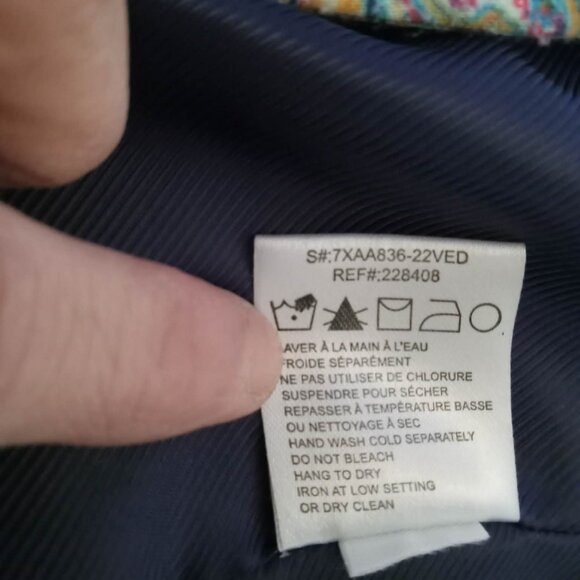 S#:7XAA836-22VED
REF#:228408
AVER À LA MAIN À L'EAU
FROIDE SÉPARÉMENT
NE PAS UTILISER DE CHLORURE
SUSPENDRE POUR SÉCHER
REPASSER À TEMPÉRATURE BASSE
OU NETTOYAGE À SEC
HAND WASH COLD SEPARATELY
DO NOT BLEACH
HANG TO DRY
IRON AT LOW SETTING
OR DRY CLEAN